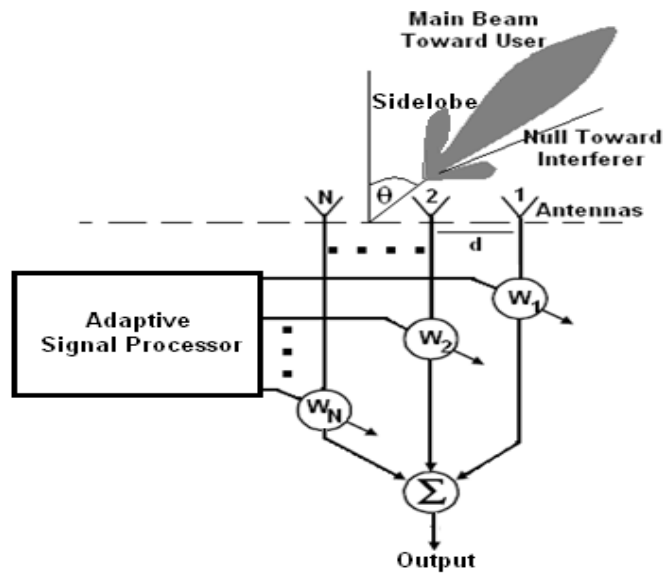 Main Beam
Toward User
Sidelobe
Null Toward
Interferer
θ
N
2
1
Antennas
d
Adaptive
Signal Processor
W1
W2
WN
Σ
Output